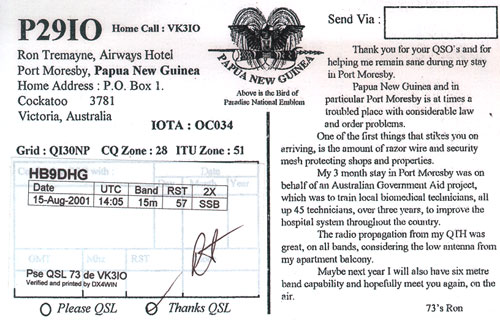 P29IO Home Call : VK3IO
Ron Tremayne, Airways Hotel
Port Moresby, Papua New Guinea
Home Address : P.O. Box 1.
Cockatoo 3781
Victoria, Australia
IOTA : OC034
PAPUA NEW GUINEA
Above is the Bird of
Paradise National Emblom
Grid : QI30NP CQ Zone : 28 ITU Zone : 51
HB9DHG
Date UTC Band RST 2X
15-Aug-2001 14:05 15m 57 SSB
Date
Month Year
GMT Mhz RST
Pse QSL 73 de VK3IO
Verified and printed by DX4WIN
Please QSL Thanks QSL
Send Via :
Thank you for your QSO's and for
helping me remain sane during my stay
in Port Moresby.
Papua New Guinea and in
particular Port Moresby is at times a
troubled place with considerable law
and order problems.
One of the first things that stikes you on
arriving, is the amount of razor wire and security
mesh protecting shops and properties.
My 3 month stay in Port Moresby was on
behalf of an Australian Government Aid project,
which was to train local biomedical technicians, all
up 45 technicians, over three years, to improve the
hospital system throughout the country.
The radio propagation from my QTH was
great, on all bands, considering the low antenna from
my apartment balcony.
Maybe next year I will also have six metre
band capability and hopefully meet you again, on the
air.
73's Ron